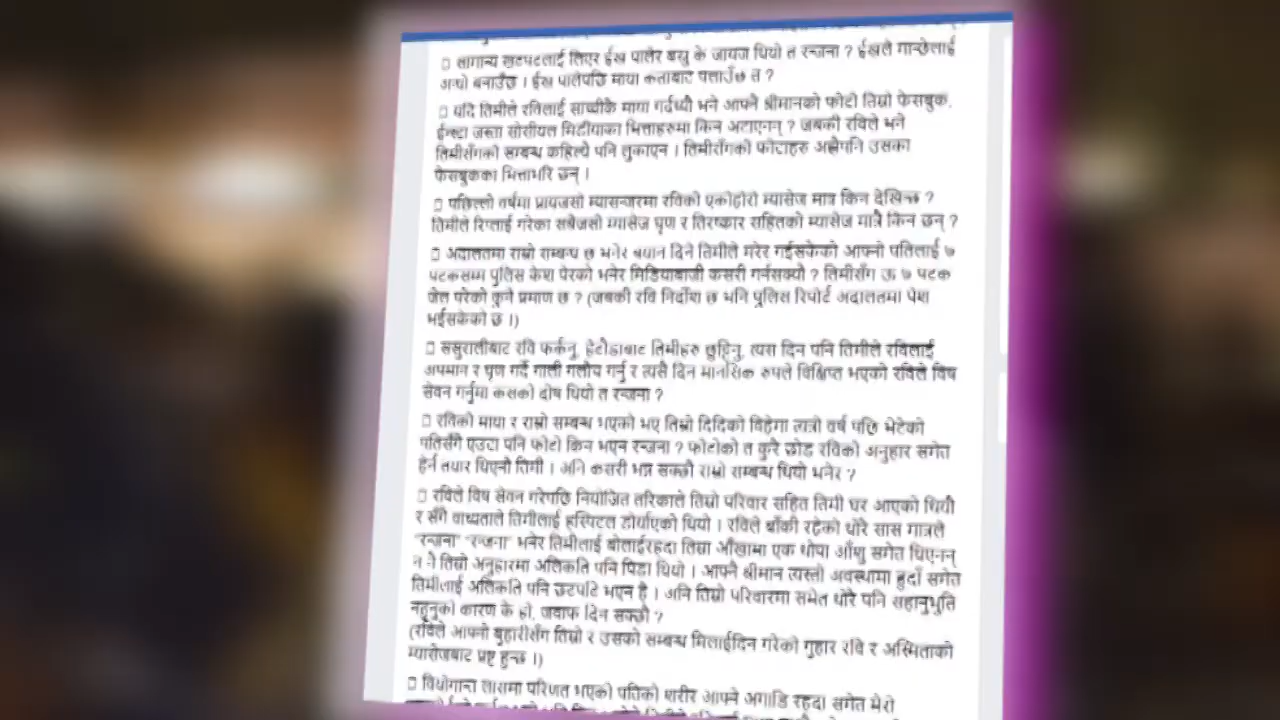 सामान्य खटपटलाई लिएर ईख पालेर बस्नु के जायज थियो त रन्जना ? ईखले मान्छेलाई
अन्धो बनाउँछ । ईख पालेपछि माया कताबाट पलाउँछ त ?
यदि तिमीले रविलाई साच्चीकै माया गर्दथ्यौ भने आफ्नै श्रीमानको फोटो तिम्रो फेसबुक,
ईन्स्टा जस्ता सोसीयल मिडीयाका भित्ताहरुमा किन अटाएनन् ? जबकी रविले भने
तिमीसँगको सम्बन्ध कहिल्यै पनि लुकाएन । तिमीसँगको फोटाहरु अझैपनि उसका
फेसबुकका भित्ताभरि छन् ।
पछिल्लो वर्षमा प्रायजसो म्यासेन्जरमा रविको एकोहोरो म्यासेज मात्र किन देखिन्छ ?
तिमीले रिप्लाई गरेका सबैजसो म्यासेज घृणा र तिरष्कार सहितको म्यासेज मात्रै किन छन् ?
अदालतमा राम्रो सम्बन्ध छ भनेर बयान दिने तिमीले मरेर गईसकेको आफ्नो पतिलाई ७
पटकसम्म पुलिस केश परेको भनेर मिडियाबाजी कसरी गर्नसक्यौ ? तिमीसँग ऊ ७ पटक
जेल परेको कुनै प्रमाण छ ? (जबकी रवि निर्दोश छ भनि पुलिस रिपोर्ट अदालतमा पेश
भईसकेको छ ।)
ससुरालीबाट रवि फर्कनु, हेटौडाबाट तिमीहरु छुट्टिनु, त्यस दिन पनि तिमीले रविलाई
अपमान र घृणा गर्दै गाली गलौच गर्नु र त्यसै दिन मानशिक रुपले विक्षिप्त भएको रविले विष
सेवन गर्नुमा कसको दोष थियो त रन्जना ?
रविको माया र राम्रो सम्बन्ध भएको भए तिम्रो दिदिको विहेमा त्यत्रो वर्ष पछि भेटेको
पतिसँगै एउटा पनि फोटो किन भएन रन्जना ? फोटोको त कुरै छोड रविको अनुहार समेत
हेर्न तयार थिएनौ तिमी । अनि कसरी भन्न सक्छौ राम्रो सम्बन्ध थियो भनेर ?
रविले विष सेवन गरेपछि नियोजित तरिकाले तिम्रो परिवार सहित तिमी घर आएको थियौ
र सँगै वाध्यताले तिमीलाई हस्पिटल डोर्याएको थियो । रविले बाँकी रहेको थोरै सास मात्रले
"रन्जना" "रन्जना" भनेर तिमीलाई बोलाईरहदा तिम्रा आँखामा एक थोपा आँशु समेत थिएनन्
न नै तिम्रो अनुहारमा अलिकति पनि पिडा थियो । आफ्नै श्रीमान त्यस्तो अवस्थामा हुदाँ समेत
तिमीलाई अलिकति पनि छटपटि भएन है । अनि तिम्रो परिवारमा समेत थोरै पनि सहानुभुति
नहुनुको कारण के हो, जवाफ दिन सक्छौ ?
(रविले आफ्नो बुहारीसँग तिम्रो र उसको सम्बन्ध मिलाईदिन गरेको गुहार रवि र अस्मिताको
म्यासेजबाट प्रष्ट हुन्छ ।)
वियोगान्त लासमा परिणत भएको पतिको शरीर आफ्नै अगाडि रहदा समेत मेरो